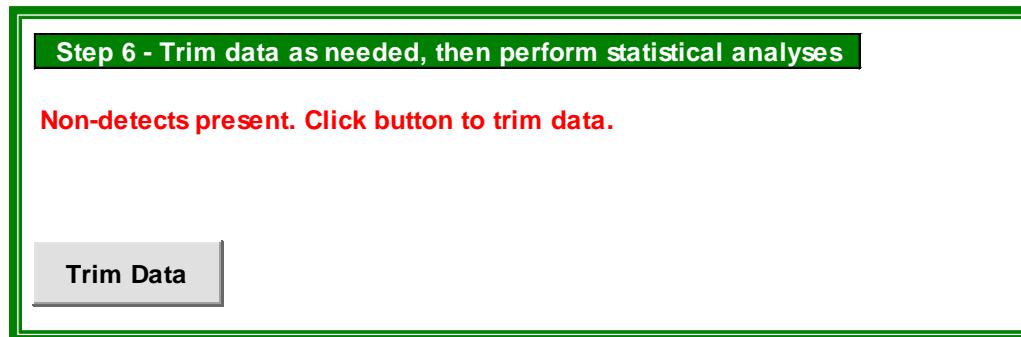 Step 6 - Trim data as needed, then perform statistical analyses
Non-detects present. Click button to trim data.
Trim Data